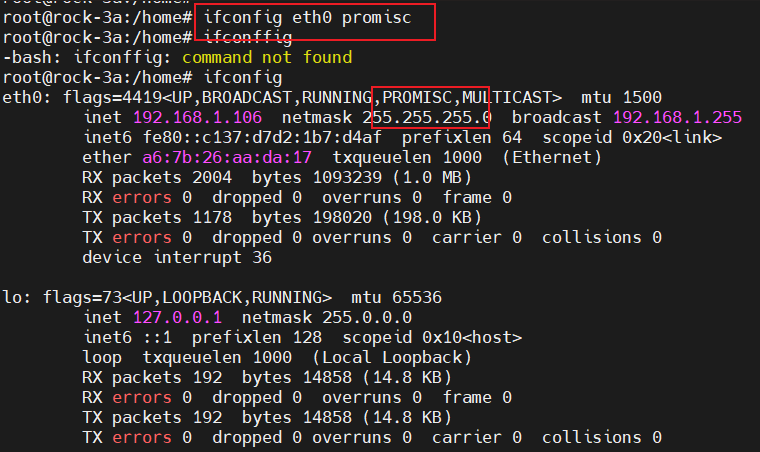 root@rock-3a:/home#
root@rock-3a:/home# ifconfig eth0 promisc
root@rock-3a:/home# ifconffig
-bash: ifconffig: command not found
root@rock-3a:/home# ifconfig
eth0: flags=4419<UP,BROADCAST,RUNNING,PROMISC,MULTICAST>  mtu 1500
        inet 192.168.1.106  netmask 255.255.255.0  broadcast 192.168.1.255
        inet6 fe80::c137:d7d2:1b7:d4af  prefixlen 64  scopeid 0x20<link>
        ether a6:7b:26:aa:da:17  txqueuelen 1000  (Ethernet)
        RX packets 2004  bytes 1093239 (1.0 MB)
        RX errors 0  dropped 0  overruns 0  frame 0
        TX packets 1178  bytes 198020 (198.0 KB)
        TX errors 0  dropped 0 overruns 0  carrier 0  collisions 0
        device interrupt 36

lo: flags=73<UP,LOOPBACK,RUNNING>  mtu 65536
        inet 127.0.0.1  netmask 255.0.0.0
        inet6 ::1  prefixlen 128  scopeid 0x10<host>
        loop  txqueuelen 1000  (Local Loopback)
        RX packets 192  bytes 14858 (14.8 KB)
        RX errors 0  dropped 0  overruns 0  frame 0
        TX packets 192  bytes 14858 (14.8 KB)
        TX errors 0  dropped 0 overruns 0  carrier 0  collisions 0